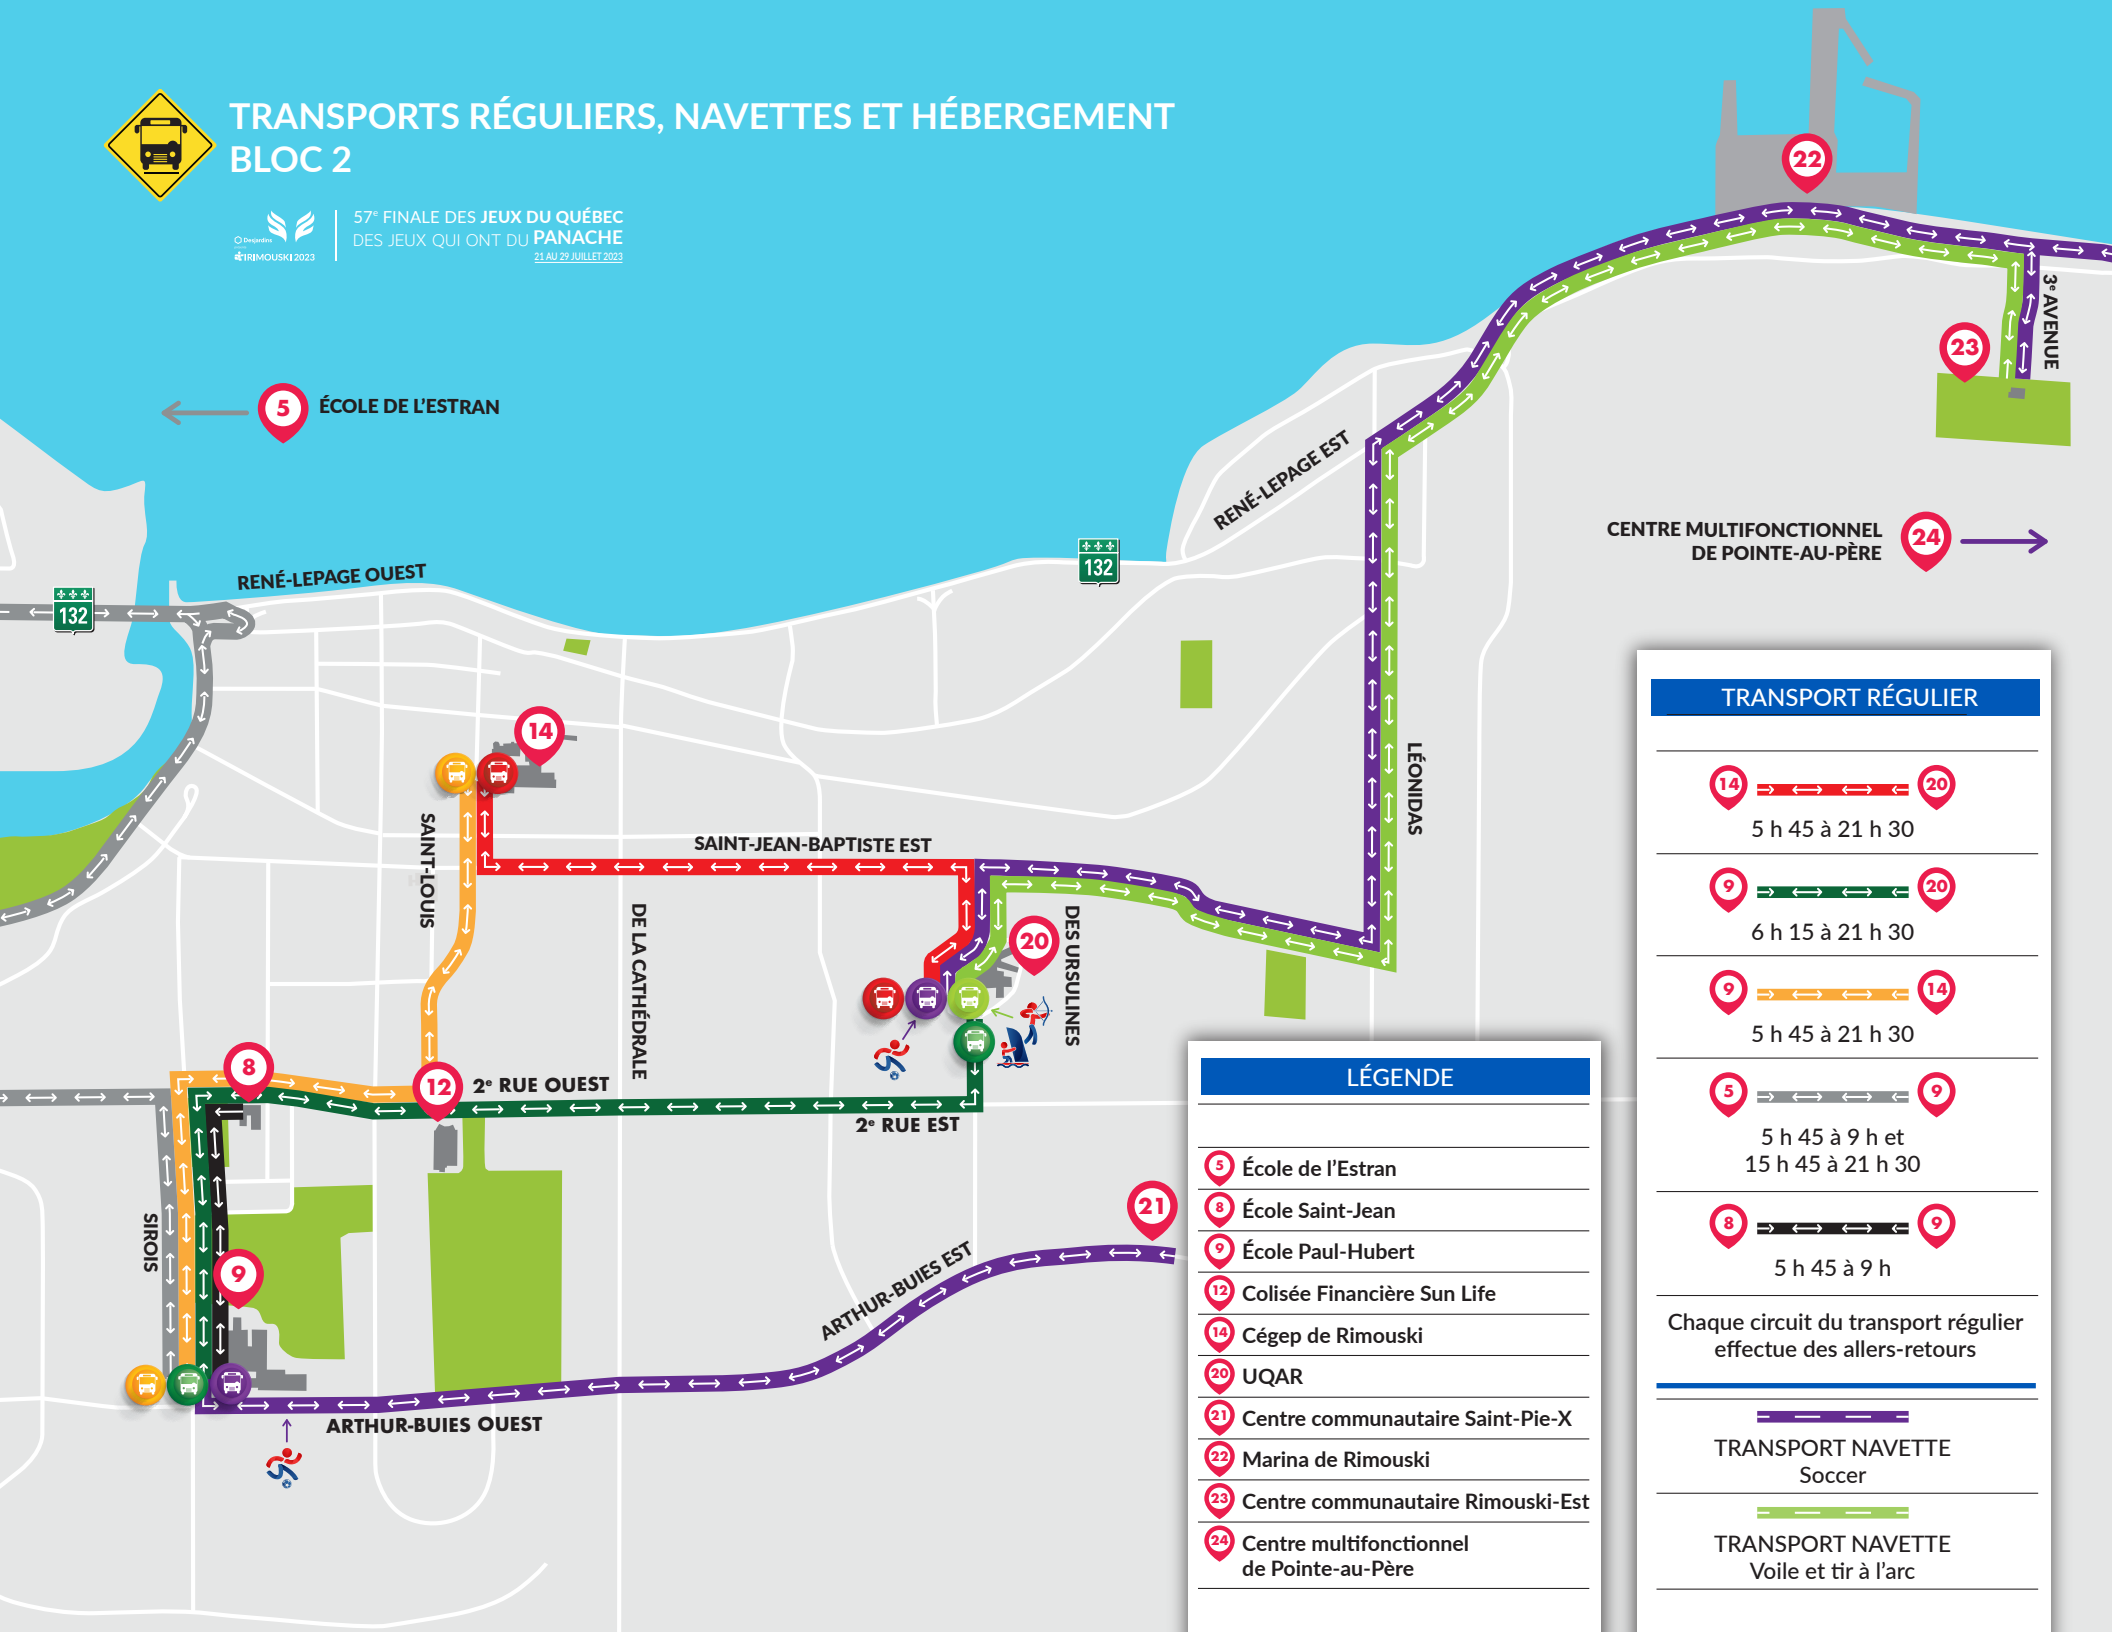 TRANSPORTS RÉGULIERS, NAVETTES ET HÉBERGEMENT
BLOC 2
Desjardins
RIMOUSKI 2023
57e FINALE DES JEUX DU QUÉBEC
DES JEUX QUI ONT DU PANACHE
21 AU 29 JUILLET 2023
22
3e AVENUE
23
5 ÉCOLE DE L'ESTRAN
RENÉ-LEPAGE EST
CENTRE MULTIFONCTIONNEL
DE POINTE-AU-PÈRE
24
132
RENÉ-LEPAGE OUEST
132
14
LÉONIDAS
SAINT-LOUIS
SAINT-JEAN-BAPTISTE EST
DE LA CATHÉDRALE
20
DES URSULINES
8
12
2e RUE OUEST
2e RUE EST
21
SIROIS
9
ARTHUR-BUIES EST
ARTHUR-BUIES OUEST
LÉGENDE
5 École de l'Estran
8 École Saint-Jean
9 École Paul-Hubert
12 Colisée Financière Sun Life
14 Cégep de Rimouski
20 UQAR
21 Centre communautaire Saint-Pie-X
22 Marina de Rimouski
23 Centre communautaire Rimouski-Est
24 Centre multifonctionnel
de Pointe-au-Père
TRANSPORT RÉGULIER
14 20
5 h 45 à 21 h 30
9 20
6 h 15 à 21 h 30
9 14
5 h 45 à 21 h 30
5 9
5 h 45 à 9 h et
15 h 45 à 21 h 30
8 9
5 h 45 à 9 h
Chaque circuit du transport régulier
effectue des allers-retours
TRANSPORT NAVETTE
Soccer
TRANSPORT NAVETTE
Voile et tir à l'arc